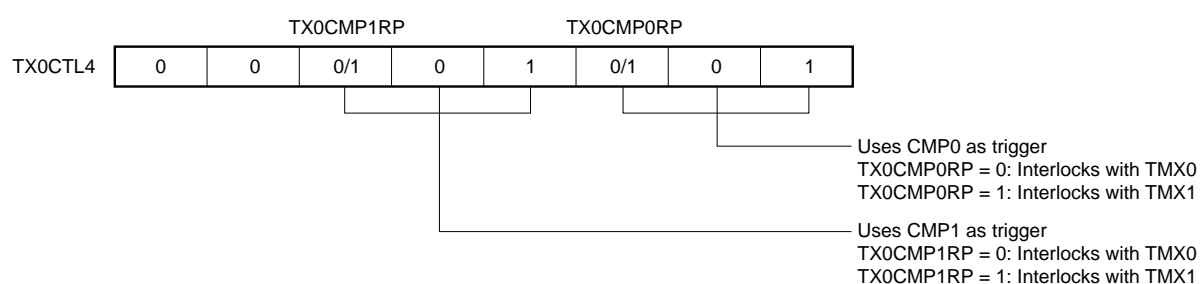 TX0CMP1RP TX0CMP0RP
TX0CTL4 0 0 0/1 0 1 0/1 0 1
Uses CMP0 as trigger
TX0CMP0RP = 0: Interlocks with TMX0
TX0CMP0RP = 1: Interlocks with TMX1
Uses CMP1 as trigger
TX0CMP1RP = 0: Interlocks with TMX0
TX0CMP1RP = 1: Interlocks with TMX1